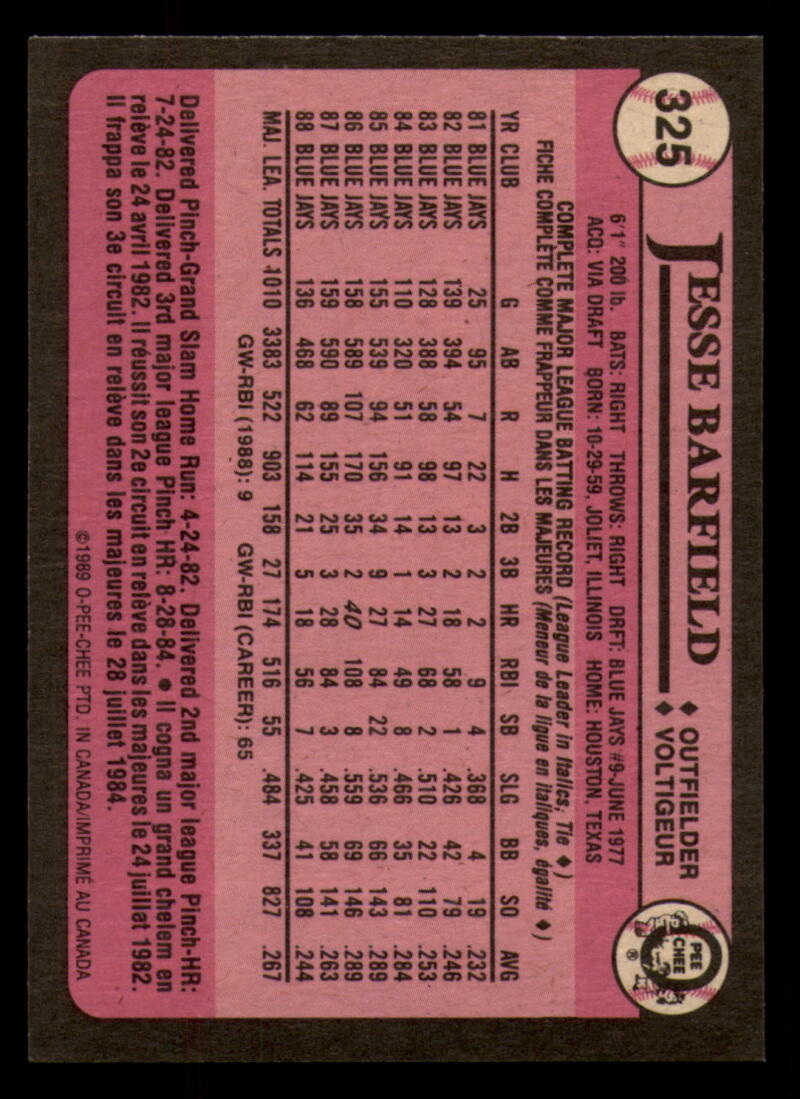 325
JESSE BARFIELD
♦ OUTFIELDER
♦ VOLTIGEUR
O PEE CHEE ®
6'1" 200 lb. BATS: RIGHT THROWS: RIGHT DRFT: BLUE JAYS #9-JUNE 1977
ACQ: VIA DRAFT BORN: 10-29-59, JOLIET, ILLINOIS HOME: HOUSTON, TEXAS
COMPLETE MAJOR LEAGUE BATTING RECORD (League Leader in Italics, Tie ♦)
FICHE COMPLÈTE COMME FRAPPEUR DANS LES MAJEURES (Meneur de la ligue en italiques, égalité ♦)
YR CLUB G AB R H 2B 3B HR RBI SB SLG BB SO AVG
81 BLUE JAYS 25 95 7 22 3 2 2 9 4 .368 4 19 .232
82 BLUE JAYS 139 394 54 97 13 2 18 58 1 .426 42 79 .246
83 BLUE JAYS 128 388 58 98 13 3 27 68 2 .510 22 110 .253
84 BLUE JAYS 110 320 51 91 14 1 14 49 8 .466 35 81 .284
85 BLUE JAYS 155 539 94 156 34 9 27 84 22 .536 66 143 .289
86 BLUE JAYS 158 589 107 170 35 2 40 108 8 .559 69 146 .289
87 BLUE JAYS 159 590 89 155 25 3 28 84 3 .458 58 141 .263
88 BLUE JAYS 136 468 62 114 21 5 18 56 7 .425 41 108 .244
MAJ. LEA. TOTALS 1010 3383 522 903 158 27 174 516 55 .484 337 827 .267
GW-RBI (1988): 9 GW-RBI (CAREER): 65
Delivered Pinch-Grand Slam Home Run: 4-24-82. Delivered 2nd major league Pinch-HR:
7-24-82. Delivered 3rd major league Pinch HR: 8-28-84. ● Il cogna un grand chelem en
relève le 24 avril 1982. Il réussit son 2e circuit en relève dans les majeures le 24 juillat 1982.
Il frappa son 3e circuit en relève dans les majeures le 28 juillet 1984.
©1989 O-PEE-CHEE PTD. IN CANADA/IMPRIMÉ AU CANADA